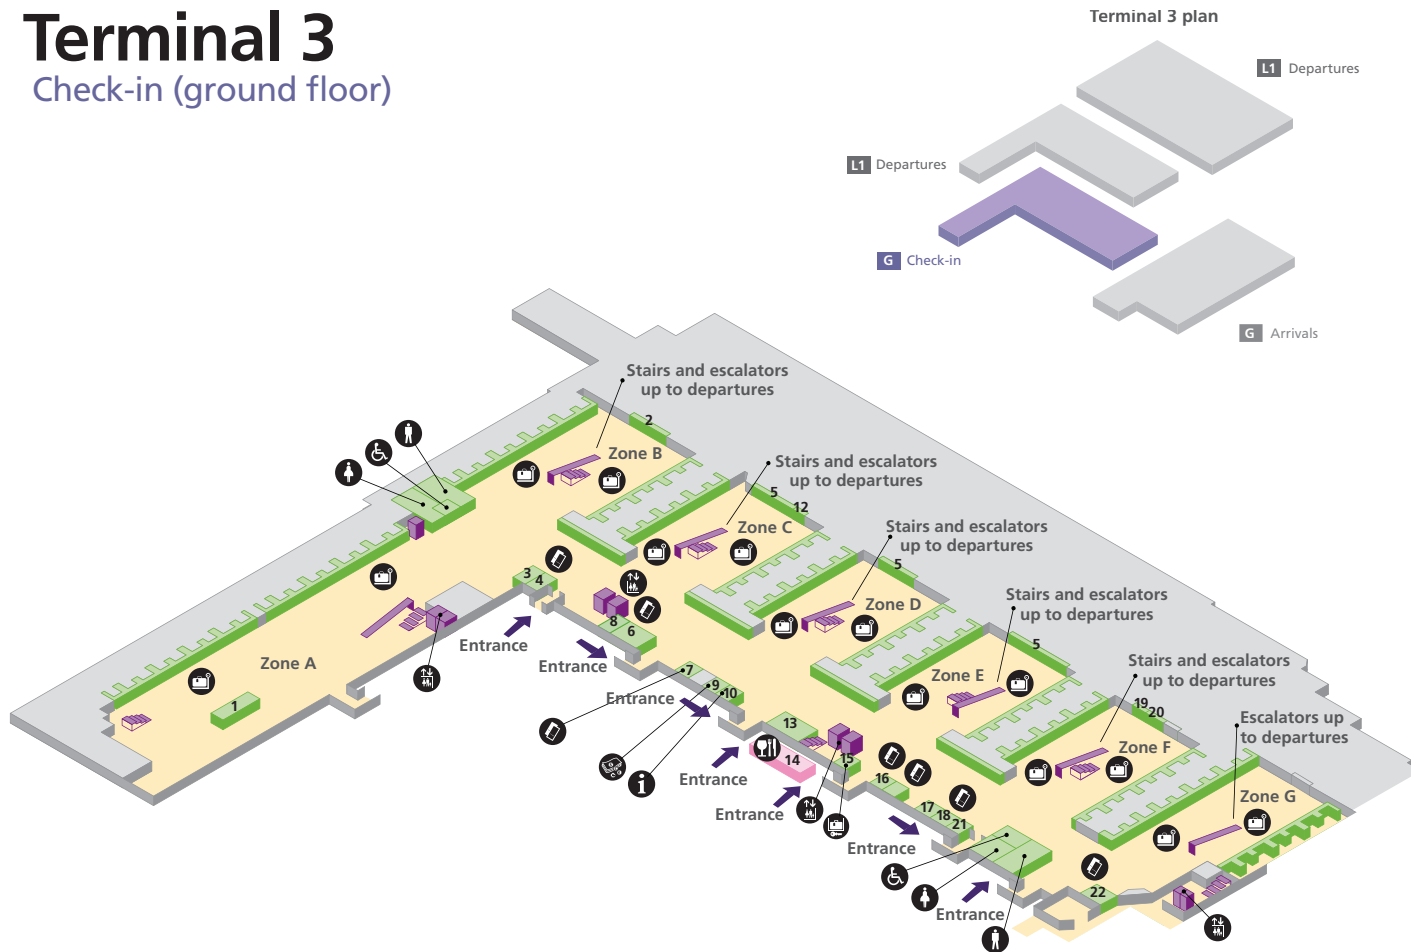 Terminal 3
Check-in (ground floor)
Terminal 3 plan
L1 Departures
L1 Departures
G Check-in
G Arrivals
Stairs and escalators
up to departures
2
Zone B
Stairs and escalators
up to departures
5
12
Zone C
Stairs and escalators
up to departures
5
Zone D
Stairs and escalators
up to departures
5
Zone E
Stairs and escalators
up to departures
19
20
Zone F
Escalators up
to departures
Zone G
3
4
8
6
Entrance
Entrance
Zone A
1
7
9
10
Entrance
13
14
15
Entrance
Entrance
16
17
18
21
Entrance
22
Entrance